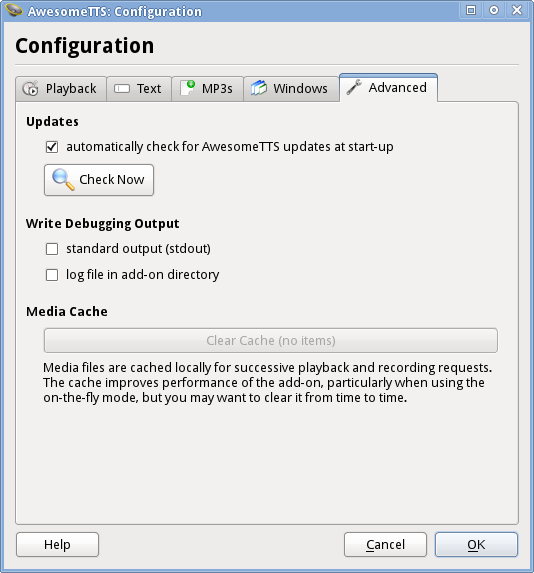 AwesomeTTS: Configuration
Configuration
Playback Text MP3s Windows Advanced
Updates
automatically check for AwesomeTTS updates at start-up
Check Now
Write Debugging Output
standard output (stdout)
log file in add-on directory
Media Cache
Clear Cache (no items)
Media files are cached locally for successive playback and recording requests.
The cache improves performance of the add-on, particularly when using the
on-the-fly mode, but you may want to clear it from time to time.
Help Cancel OK